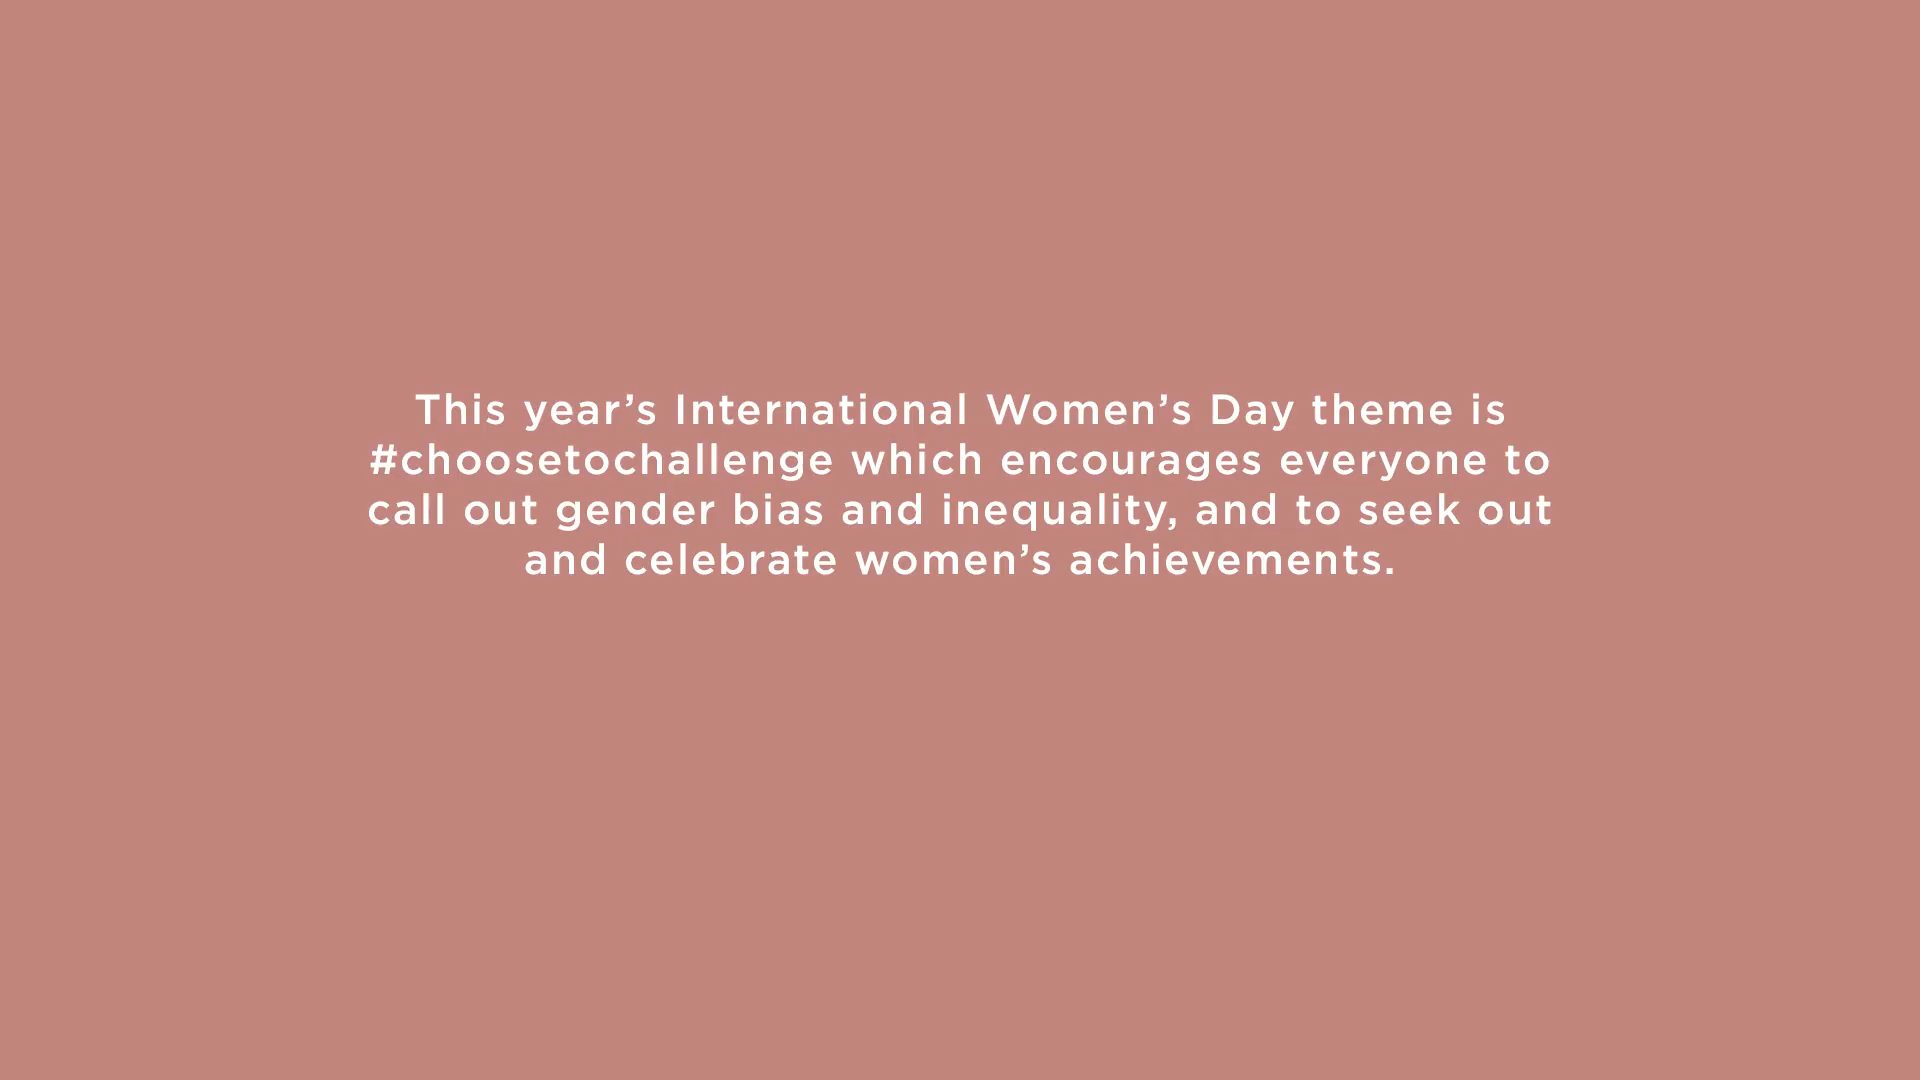 This year’s International Women’s Day theme is
#choosetochallenge which encourages everyone to
call out gender bias and inequality, and to seek out
and celebrate women’s achievements.